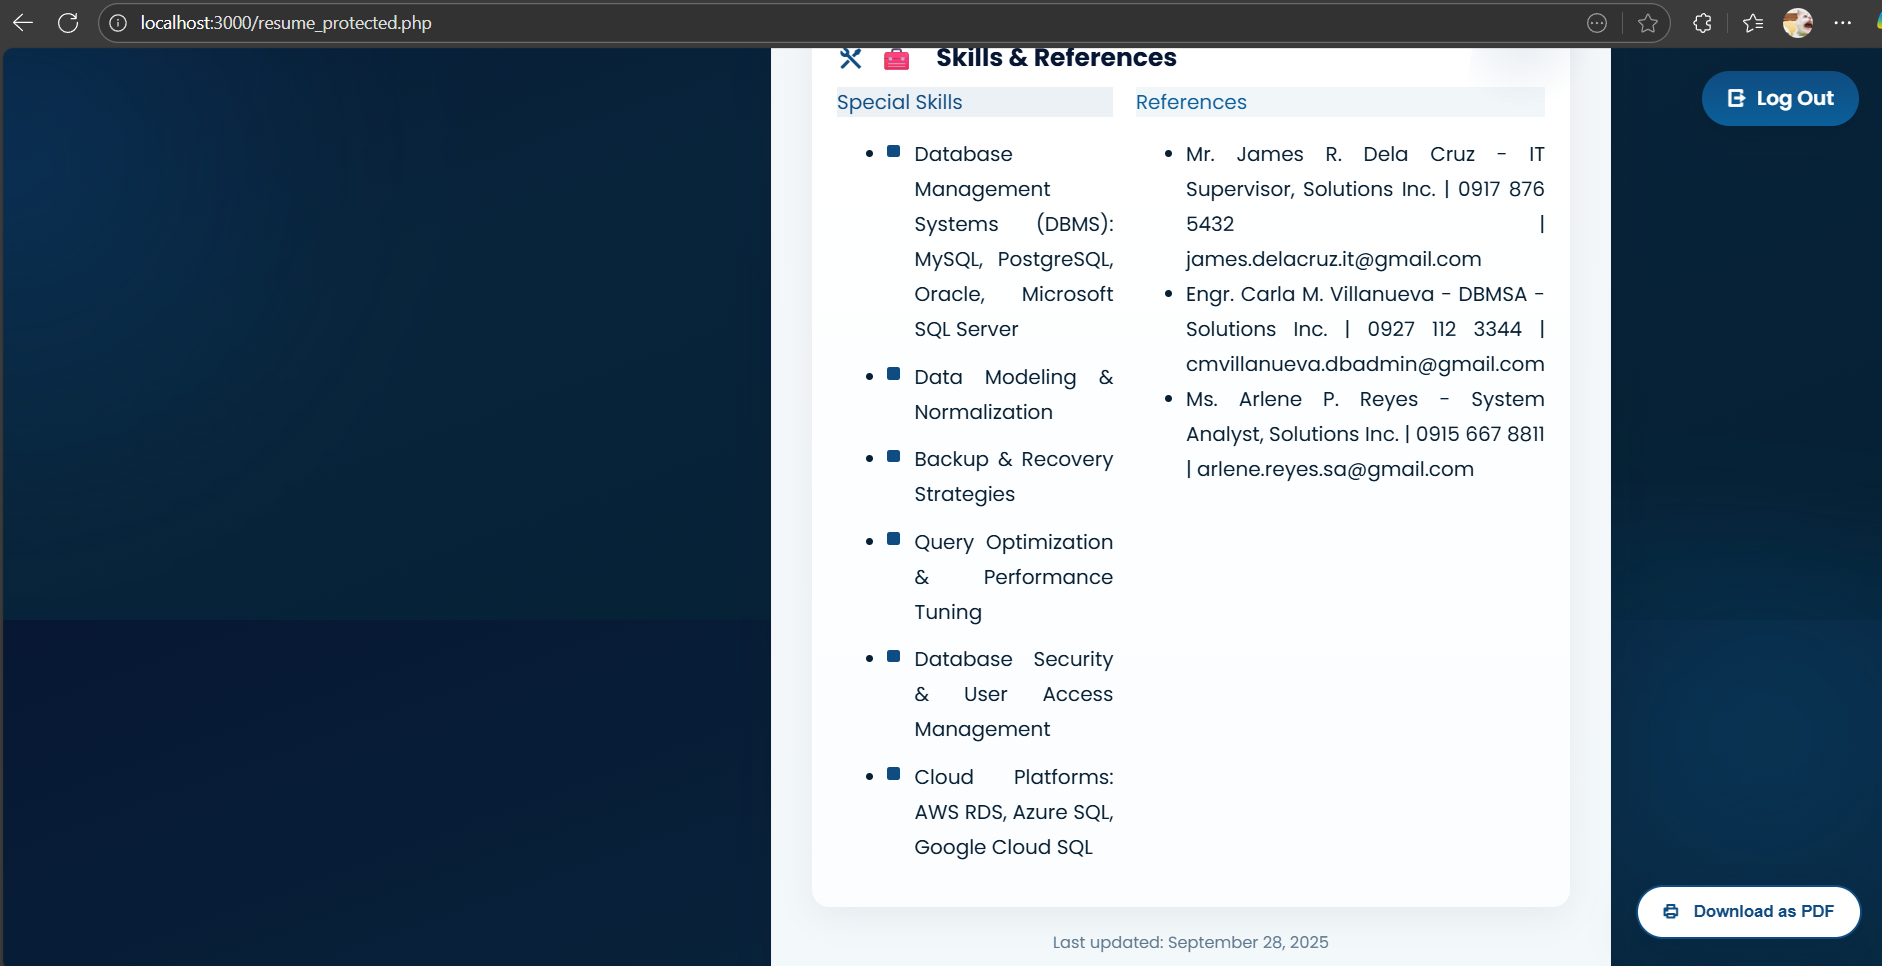 localhost:3000/resume_protected.php
Skills & References
Log Out
Special Skills
Database
Management
Systems (DBMS):
MySQL, PostgreSQL,
Oracle, Microsoft
SQL Server
Data Modeling &
Normalization
Backup & Recovery
Strategies
Query Optimization
& Performance
Tuning
Database Security
& User Access
Management
Cloud Platforms:
AWS RDS, Azure SQL,
Google Cloud SQL
References
Mr. James R. Dela Cruz - IT
Supervisor, Solutions Inc. | 0917 876
5432 |
james.delacruz.it@gmail.com
Engr. Carla M. Villanueva - DBMSA -
Solutions Inc. | 0927 112 3344 |
cmvillanueva.dbadmin@gmail.com
Ms. Arlene P. Reyes - System
Analyst, Solutions Inc. | 0915 667 8811
| arlene.reyes.sa@gmail.com
Download as PDF
Last updated: September 28, 2025